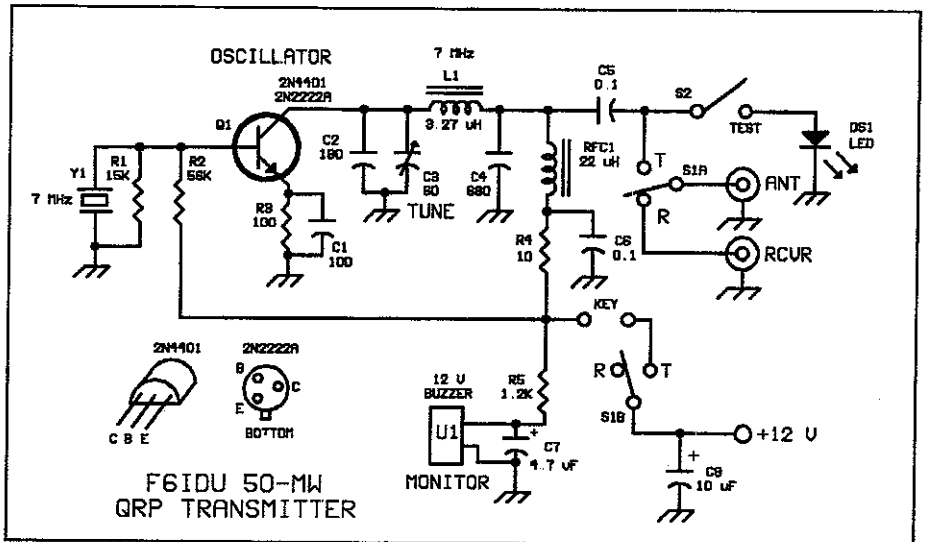 OSCILLATOR
2N4401
2N2222A
Q1
7 MHz
L1
3.27 uH
C5
0.1
S2
TEST
DS1
LED
Y1
7 MHz
R1
15K
R2
56K
C2
180
C3
60
TUNE
C4
680
RFC1
22 uH
T
S1A
R
ANT
RCVR
R3
100
C1
100
R4
10
C6
0.1
KEY
2N4401
C B E
2N2222A
B
C
E
BOTTOM
12 V
BUZZER
U1
MONITOR
R5
1.2K
C7
+
4.7 uF
R
T
S1B
+12 V
+
C8
10 uF
F6IDU 50-MW
QRP TRANSMITTER